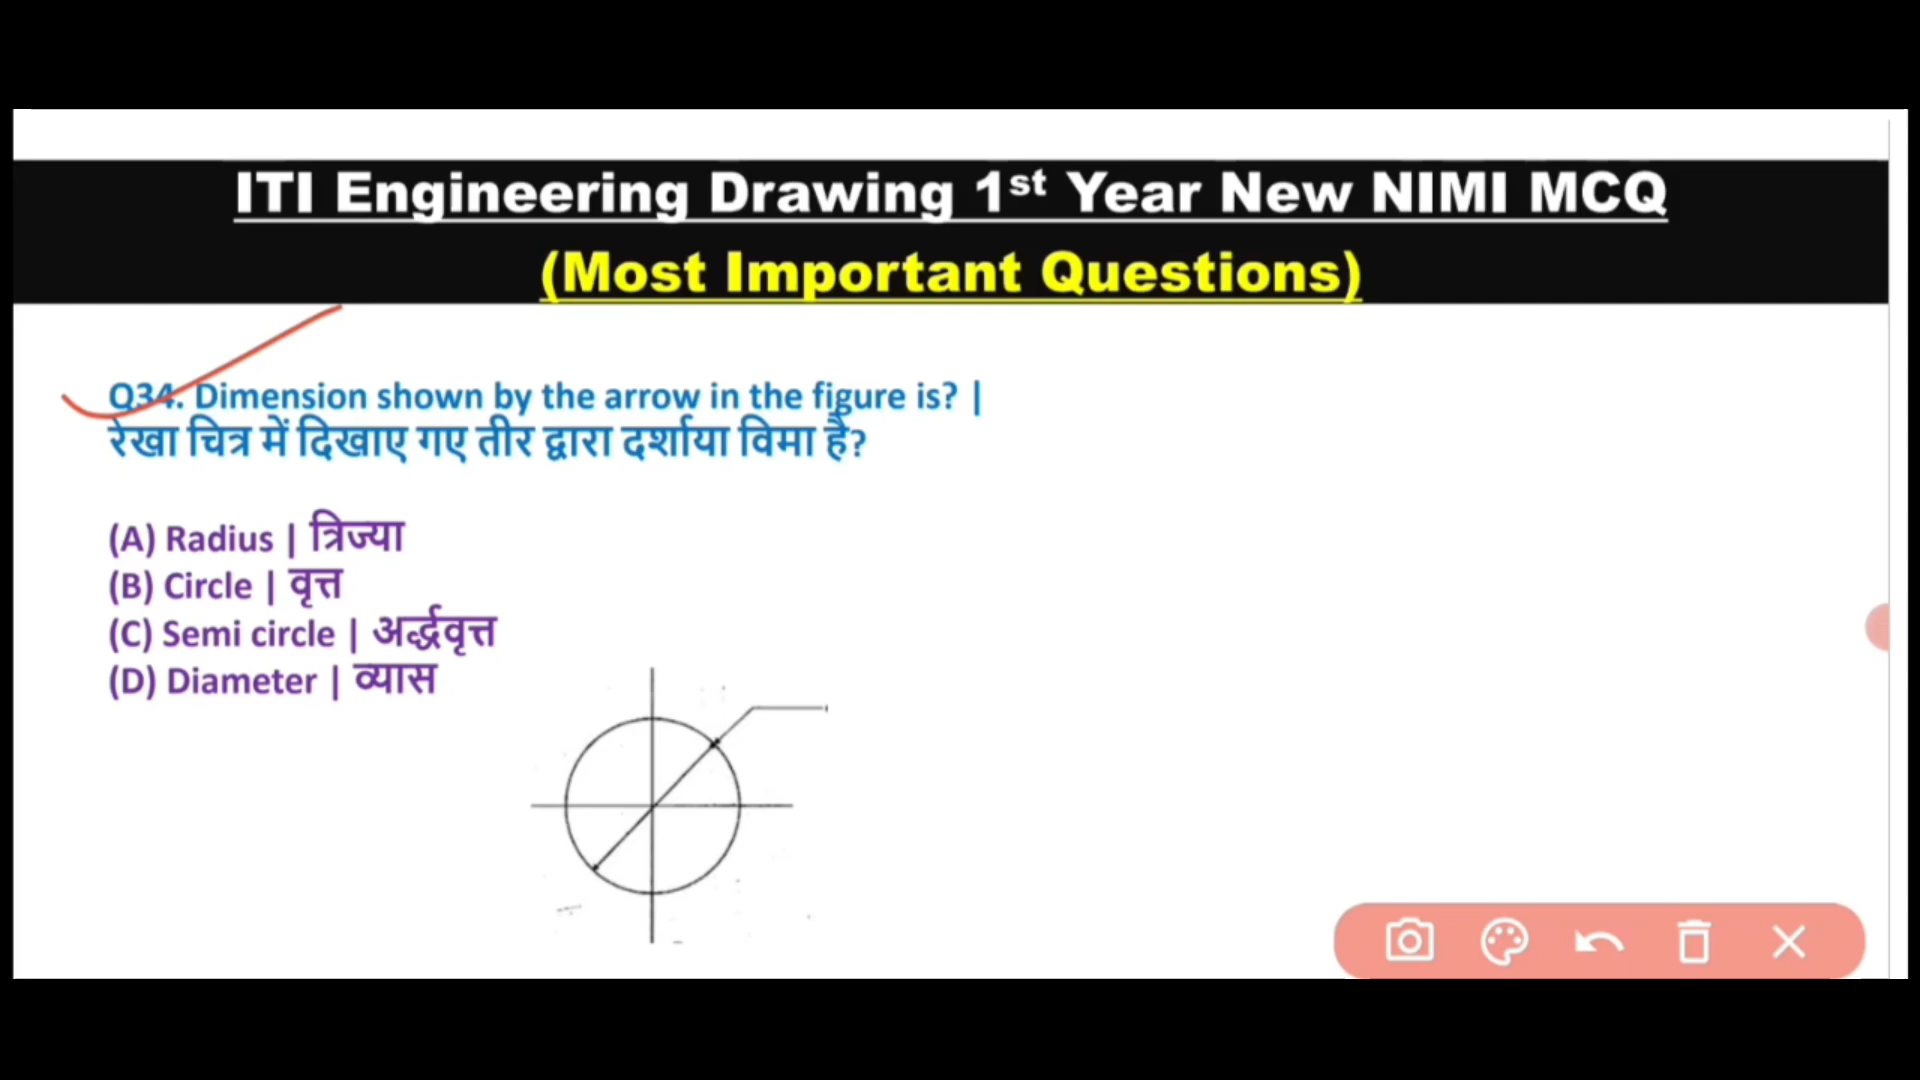 ITI Engineering Drawing 1st Year New NIMI MCQ
(Most Important Questions)
Q34. Dimension shown by the arrow in the figure is? |
रेखा चित्र में दिखाए गए तीर द्वारा दर्शाया विमा है?
(A) Radius | त्रिज्या
(B) Circle | वृत्त
(C) Semi circle | अर्द्धवृत्त
(D) Diameter | व्यास